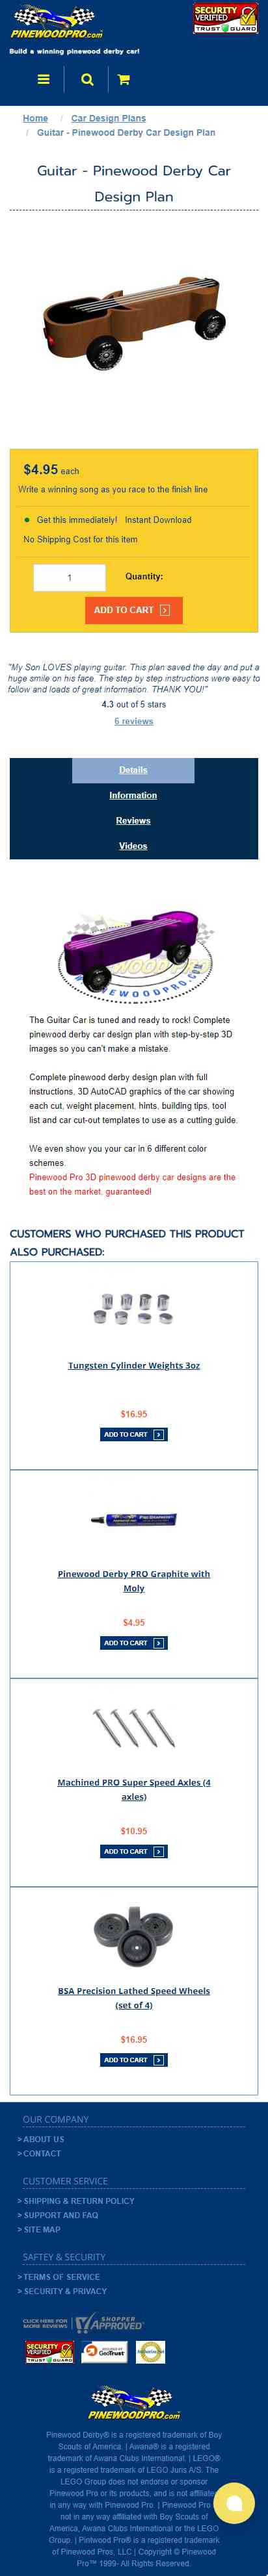 PINEWOODPRO.com
SECURITY
VERIFIED
TRUST GUARD
Build a winning pinewood derby car!
Home / Car Design Plans
/ Guitar - Pinewood Derby Car Design Plan
Guitar - Pinewood Derby Car
Design Plan
$4.95 each
Write a winning song as you race to the finish line
Get this immediately! Instant Download
No Shipping Cost for this item
1 Quantity:
ADD TO CART
"My Son LOVES playing guitar. This plan saved the day and put a
huge smile on his face. The step by step instructions were easy to
follow and loads of great information. THANK YOU!"
4.3 out of 5 stars
6 reviews
Details
Information
Reviews
Videos
The Guitar Car is tuned and ready to rock! Complete
pinewood derby car design plan with step-by-step 3D
images so you can't make a mistake.
Complete pinewood derby design plan with full
instructions, 3D AutoCAD graphics of the car showing
each cut, weight placement, hints, building tips, tool
list and car cut-out templates to use as a cutting guide.
We even show you your car in 6 different color
schemes.
Pinewood Pro 3D pinewood derby car designs are the
best on the market, guaranteed!
CUSTOMERS WHO PURCHASED THIS PRODUCT
ALSO PURCHASED:
Tungsten Cylinder Weights 3oz
$16.95
ADD TO CART
Pinewood Derby PRO Graphite with
Moly
$4.95
ADD TO CART
Machined PRO Super Speed Axles (4
axles)
$10.95
ADD TO CART
BSA Precision Lathed Speed Wheels
(set of 4)
$16.95
ADD TO CART
OUR COMPANY
> ABOUT US
> CONTACT
CUSTOMER SERVICE
> SHIPPING & RETURN POLICY
> SUPPORT AND FAQ
> SITE MAP
SAFTEY & SECURITY
> TERMS OF SERVICE
> SECURITY & PRIVACY
CLICK HERE FOR
MORE REVIEWS
SHOPPER
APPROVED
SECURITY
VERIFIED
TRUST GUARD
GeoTrust
PINEWOODPRO.com
Pinewood Derby® is a registered trademark of Boy
Scouts of America. | Awana® is a registered
trademark of Awana Clubs International. | LEGO®
is a registered trademark of LEGO Juris A/S. The
LEGO Group does not endorse or sponsor
Pinewood Pro or its products, and is not affiliated
in any way with Pinewood Pro. | Pinewood Pro
not in any way affiliated with Boy Scouts of
America, Awana Clubs International or the LEGO
Group. | Pinewood Pro® is a registered trademark
of Pinewood Pros, LLC | Copyright © Pinewood
Pro™ 1999- All Rights Reserved.